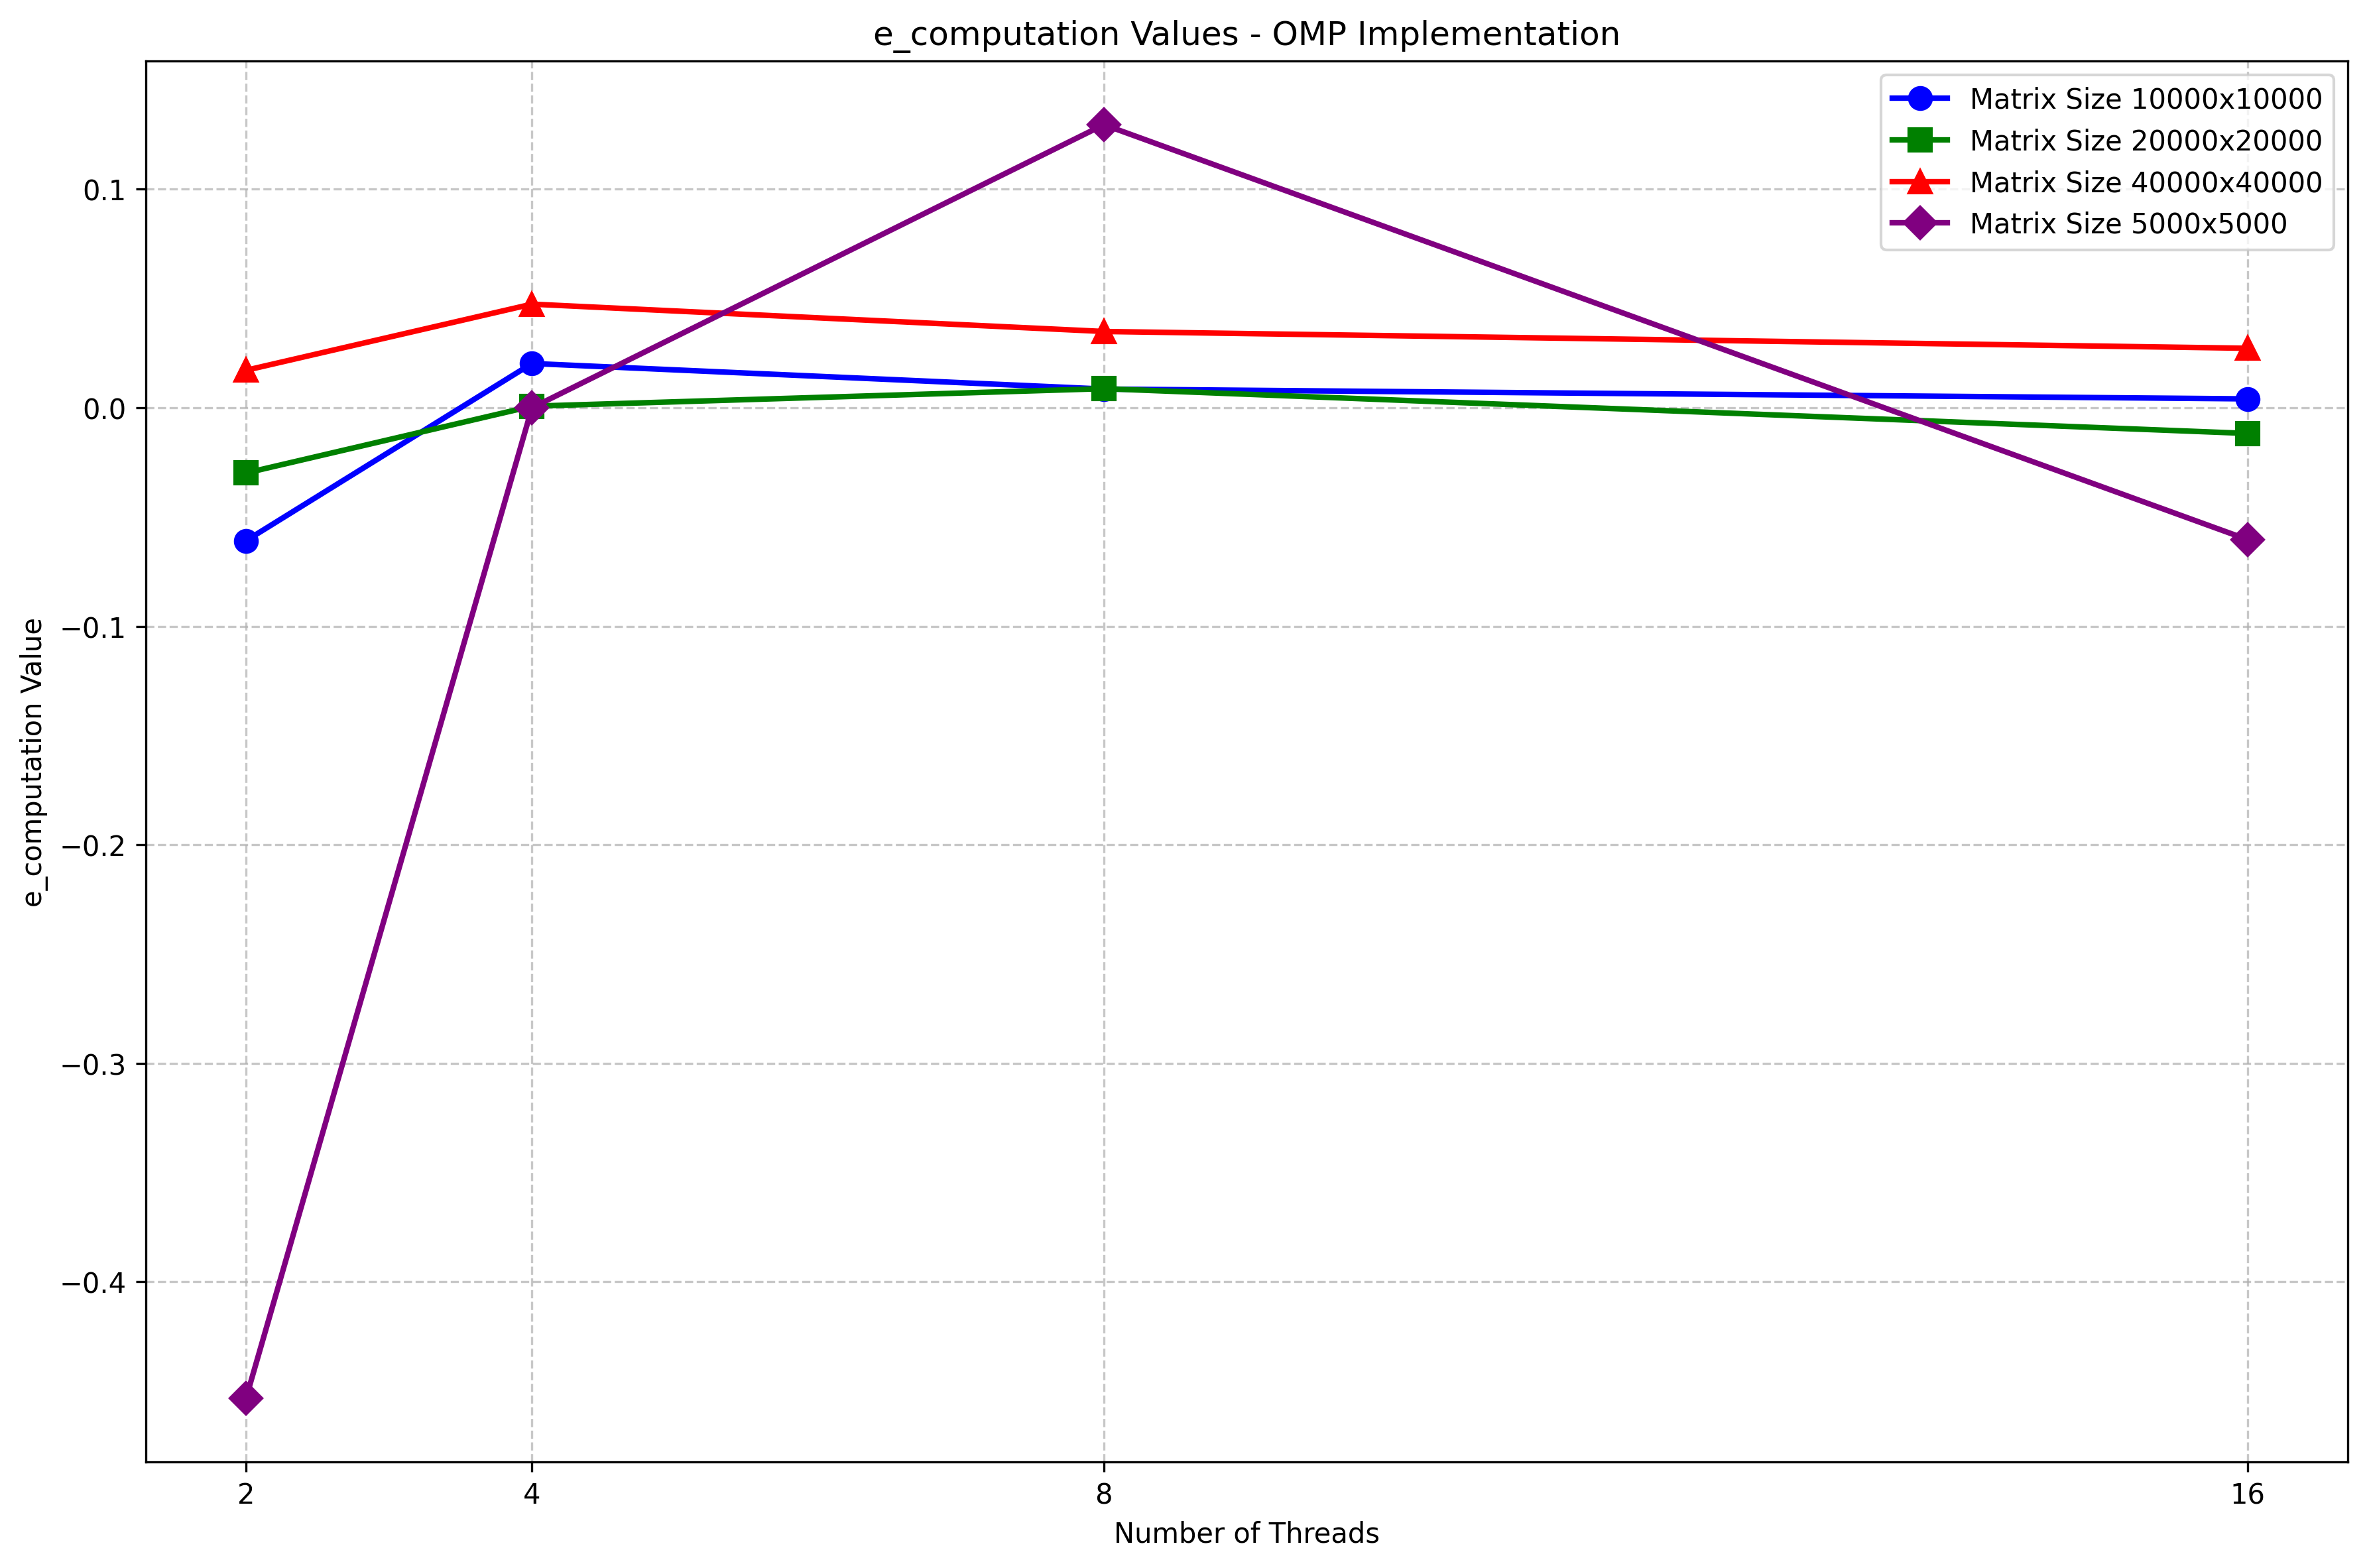 e_computation Values - OMP Implementation
Matrix Size 10000x10000
Matrix Size 20000x20000
Matrix Size 40000x40000
Matrix Size 5000x5000
e_computation Value
0.1
0.0
−0.1
−0.2
−0.3
−0.4
2 4 8 16
Number of Threads